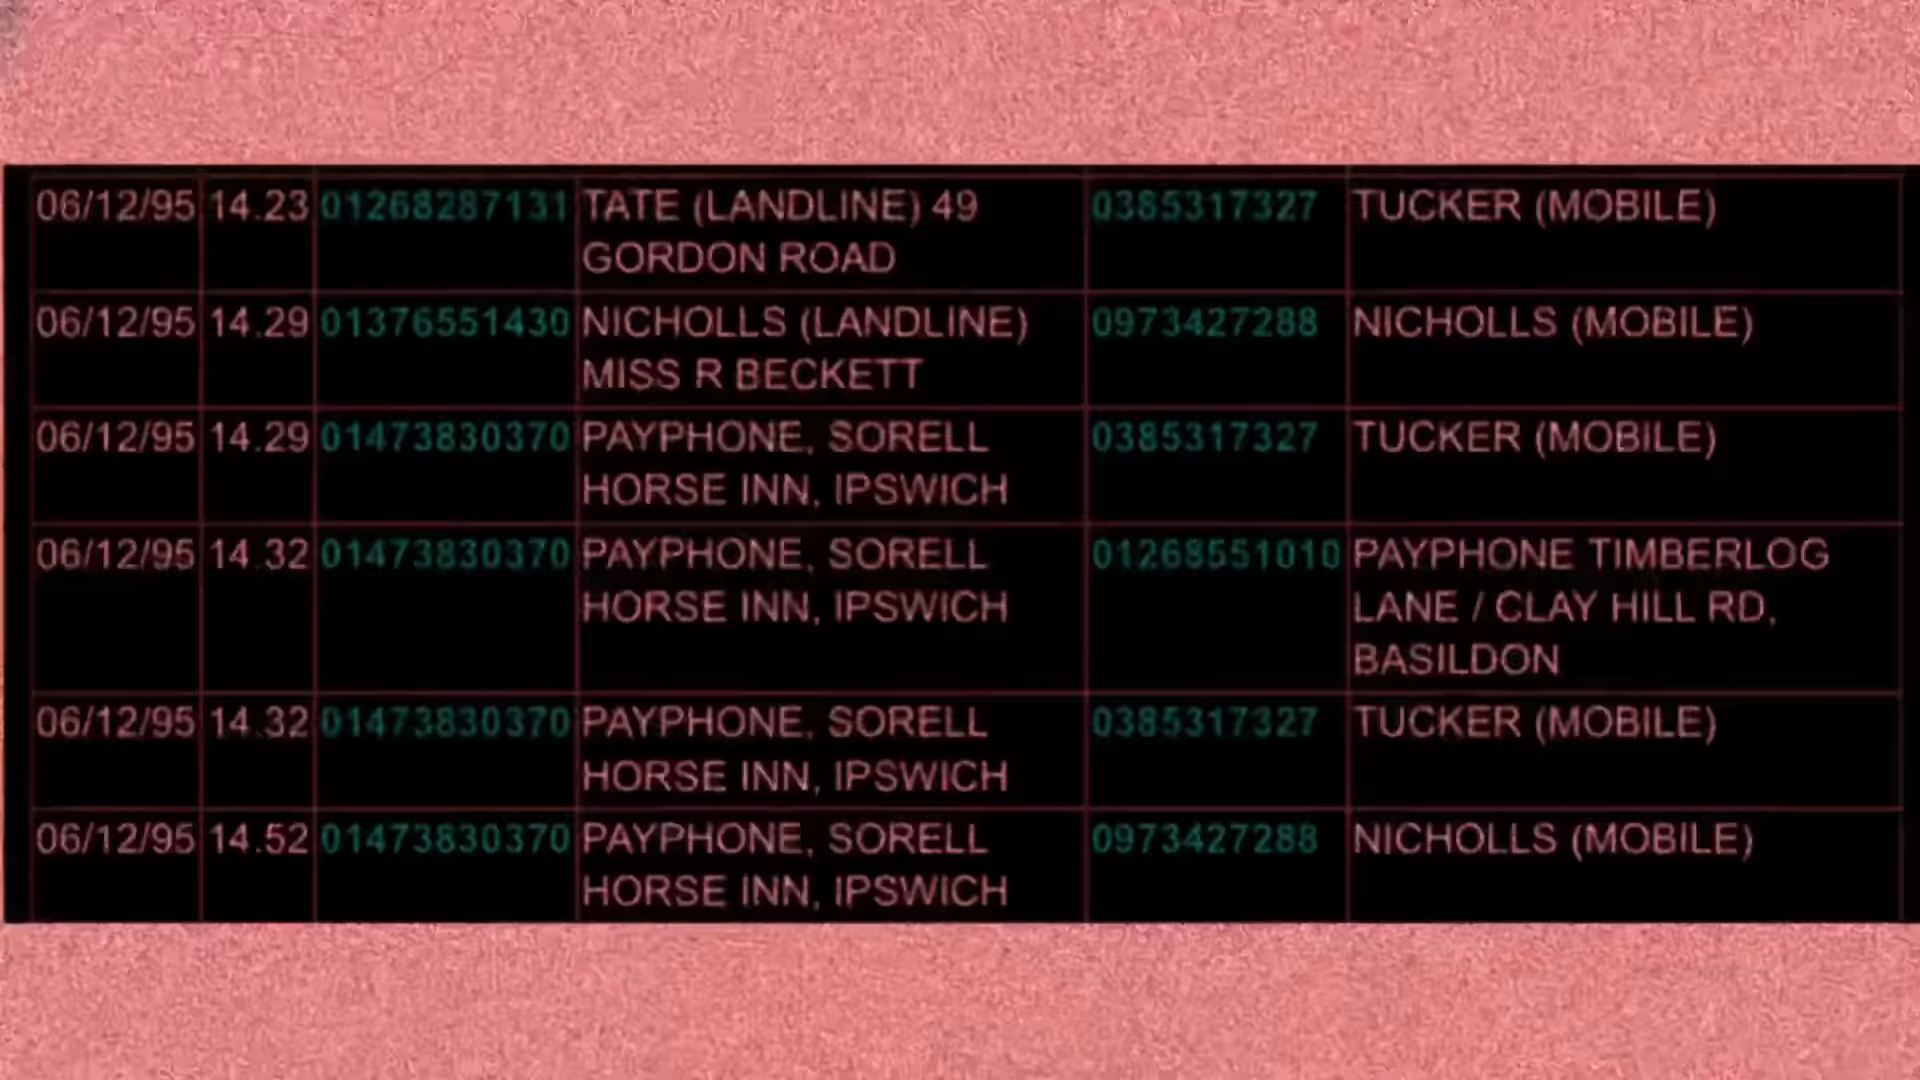 06/12/95 14.23 01268287131 TATE (LANDLINE) 49 0385317327 TUCKER (MOBILE)
GORDON ROAD
06/12/95 14.29 01376551430 NICHOLLS (LANDLINE) 0973427288 NICHOLLS (MOBILE)
MISS R BECKETT
06/12/95 14.29 01473830370 PAYPHONE, SORELL 0385317327 TUCKER (MOBILE)
HORSE INN, IPSWICH
06/12/95 14.32 01473830370 PAYPHONE, SORELL 01268551010 PAYPHONE TIMBERLOG
HORSE INN, IPSWICH LANE / CLAY HILL RD,
BASILDON
06/12/95 14.32 01473830370 PAYPHONE, SORELL 0385317327 TUCKER (MOBILE)
HORSE INN, IPSWICH
06/12/95 14.52 01473830370 PAYPHONE, SORELL 0973427288 NICHOLLS (MOBILE)
HORSE INN, IPSWICH